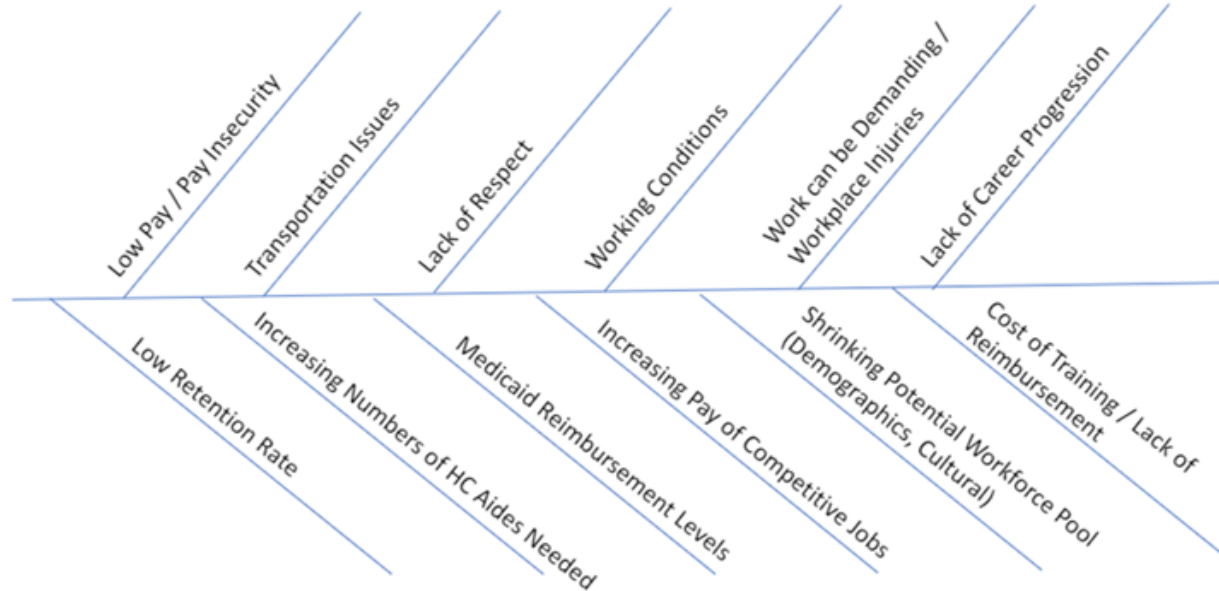 Low Pay / Pay Insecurity
Transportation Issues
Lack of Respect
Working Conditions
Work can be Demanding /
Workplace Injuries
Lack of Career Progression
Low Retention Rate
Increasing Numbers of HC Aides Needed
Medicaid Reimbursement Levels
Increasing Pay of Competitive Jobs
Shrinking Potential Workforce Pool
(Demographics, Cultural)
Cost of Training / Lack of
Reimbursement